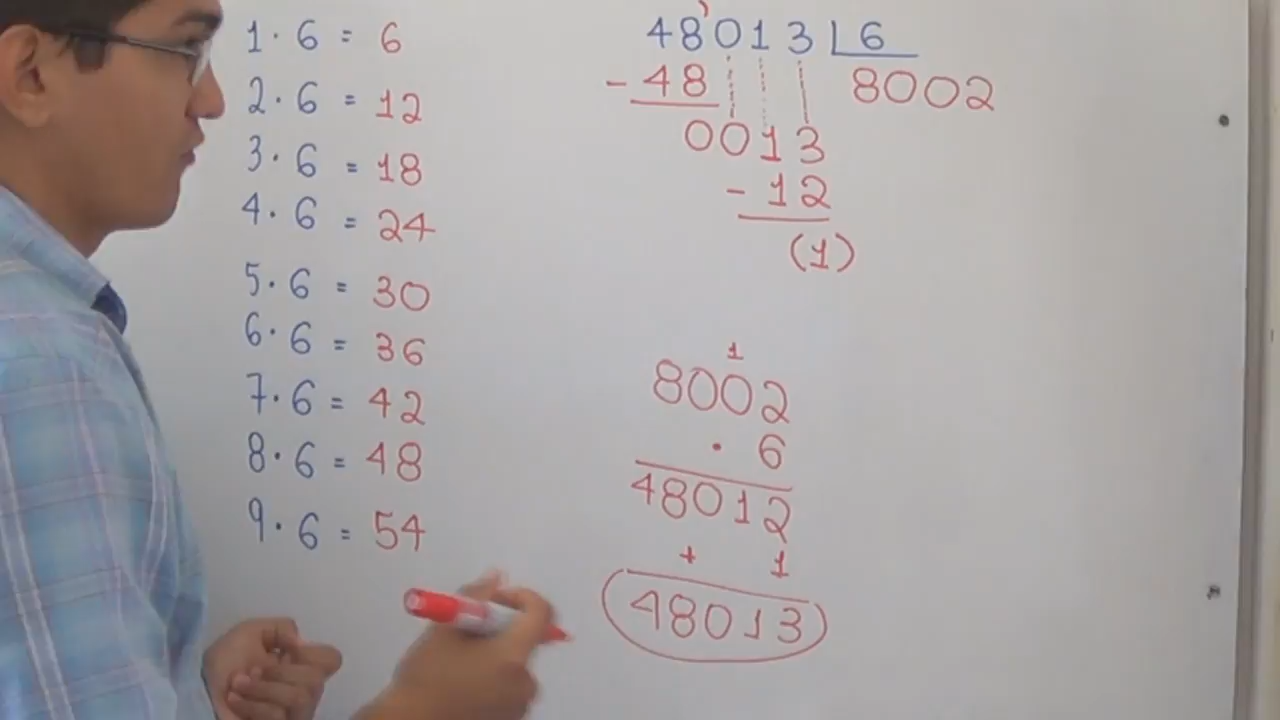 1 · 6 = 6
2 · 6 = 12
3 · 6 = 18
4 · 6 = 24
5 · 6 = 30
6 · 6 = 36
7 · 6 = 42
8 · 6 = 48
9 · 6 = 54
48'013 6
- 48 8002
0013
- 12
(1)
1
8002
· 6
48012
+ 1
48013